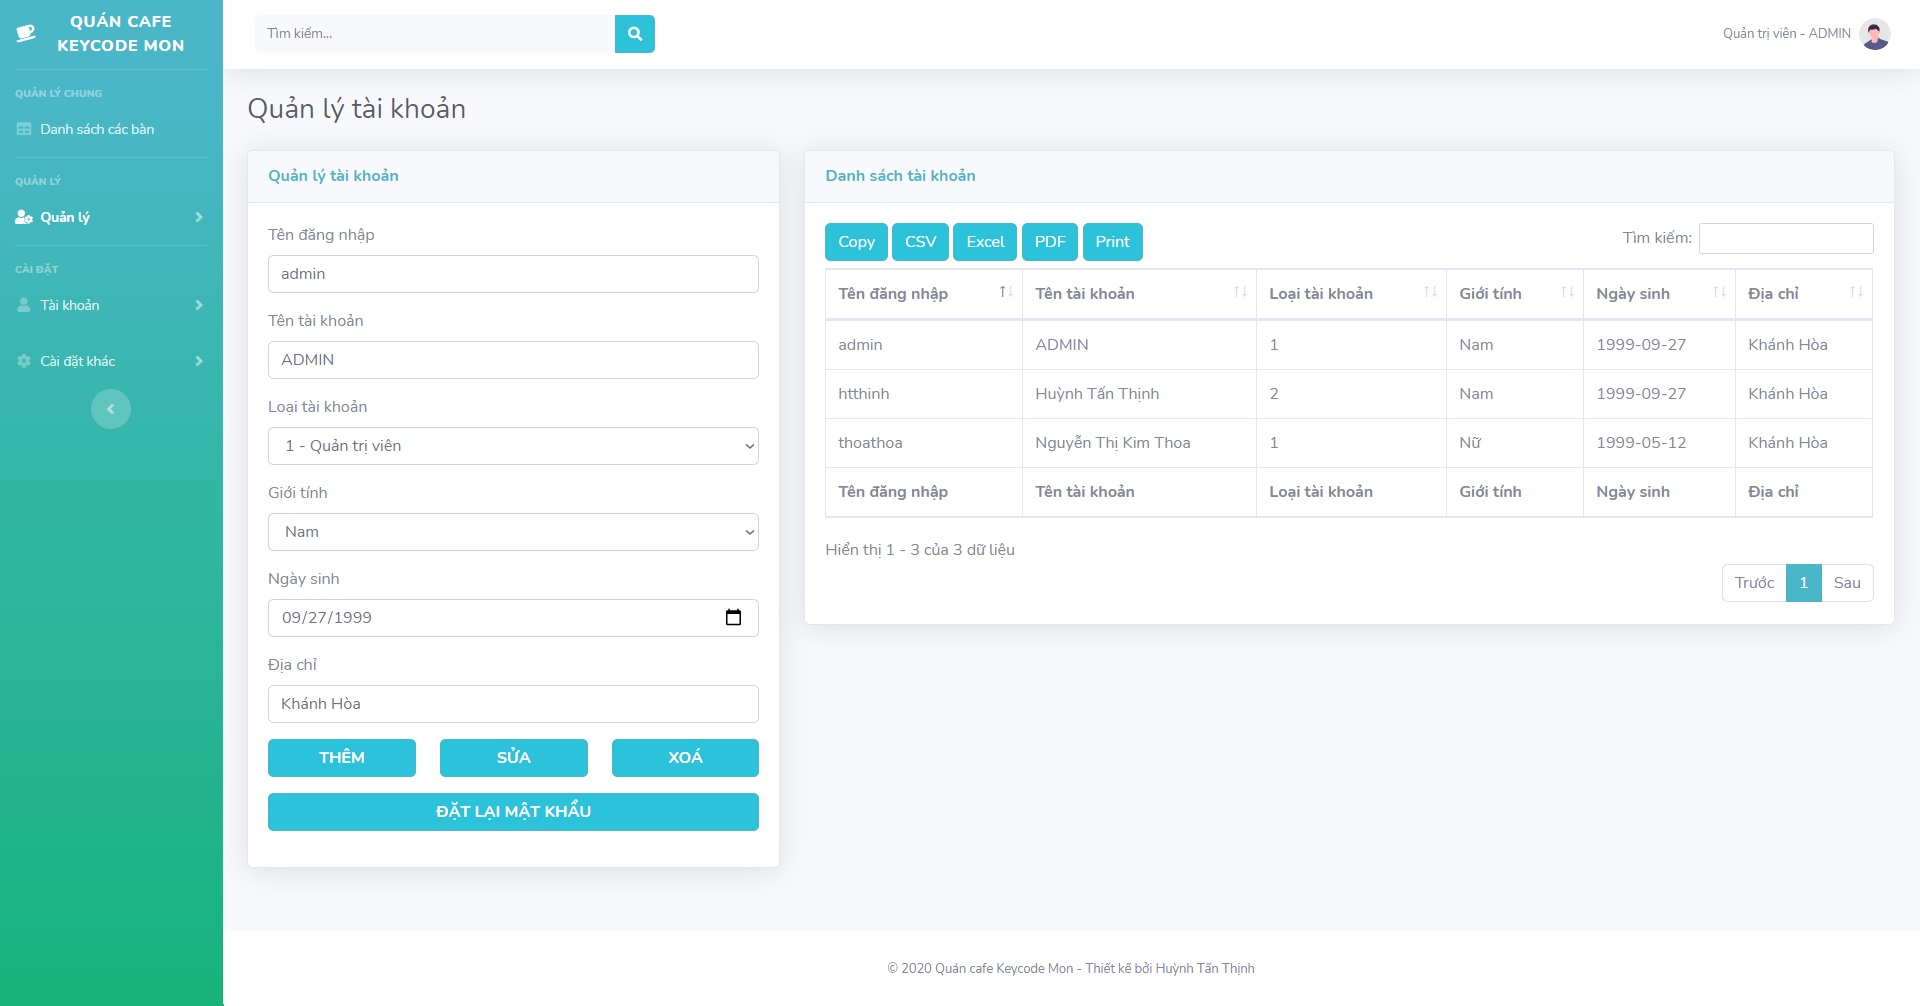 QUÁN CAFE
KEYCODE MON
QUẢN LÝ CHUNG
Danh sách các bàn
QUẢN LÝ
Quản lý
CÀI ĐẶT
Tài khoản
Cài đặt khác
Tìm kiếm...
Quản trị viên - ADMIN
Quản lý tài khoản
Quản lý tài khoản
Tên đăng nhập
admin
Tên tài khoản
ADMIN
Loại tài khoản
1 - Quản trị viên
Giới tính
Nam
Ngày sinh
09/27/1999
Địa chỉ
Khánh Hòa
THÊM SỬA XOÁ
ĐẶT LẠI MẬT KHẨU
Danh sách tài khoản
Copy CSV Excel PDF Print Tìm kiếm:
Tên đăng nhập Tên tài khoản Loại tài khoản Giới tính Ngày sinh Địa chỉ
admin ADMIN 1 Nam 1999-09-27 Khánh Hòa
htthinh Huỳnh Tấn Thịnh 2 Nam 1999-09-27 Khánh Hòa
thoathoa Nguyễn Thị Kim Thoa 1 Nữ 1999-05-12 Khánh Hòa
Tên đăng nhập Tên tài khoản Loại tài khoản Giới tính Ngày sinh Địa chỉ
Hiển thị 1 - 3 của 3 dữ liệu
Trước 1 Sau
© 2020 Quán cafe Keycode Mon - Thiết kế bởi Huỳnh Tấn Thịnh